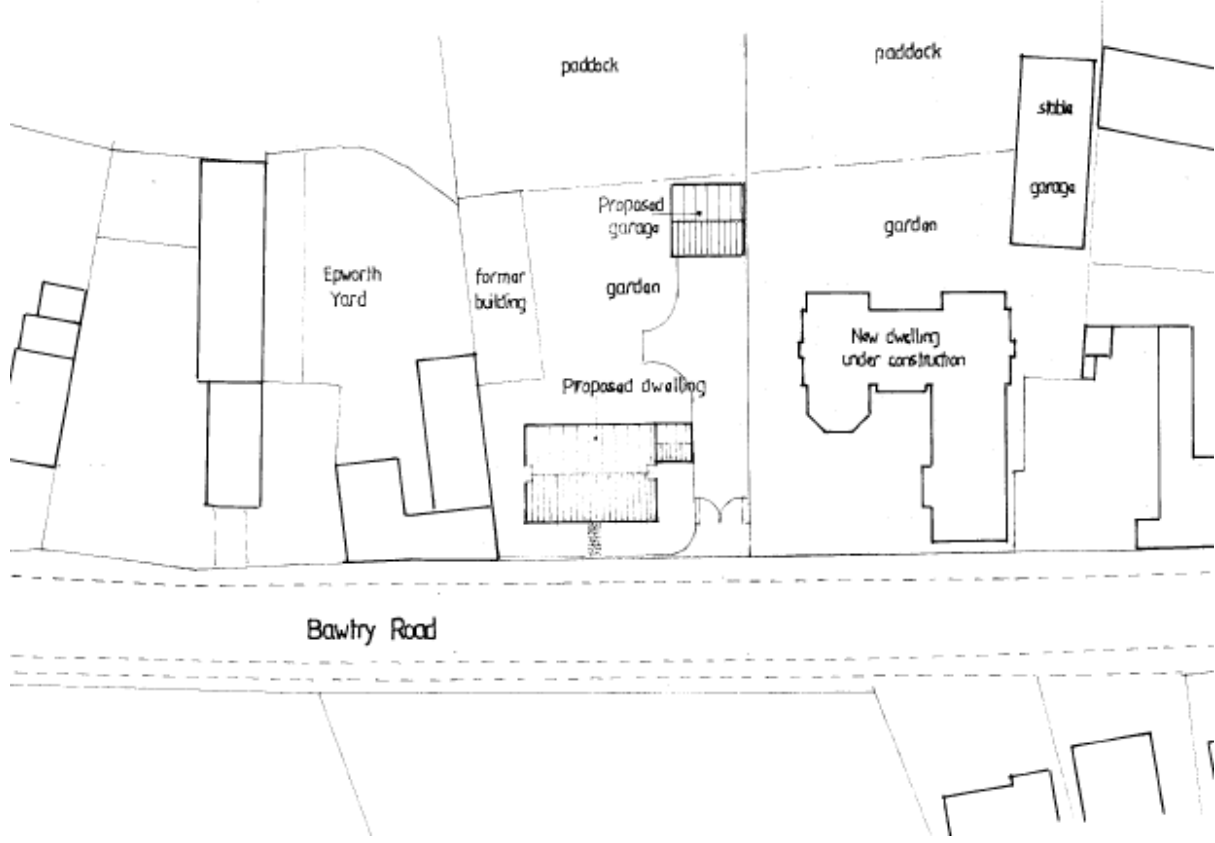 paddock
paddock
stable
garage
Proposed
garage
garden
Epworth
Yard
former
building
garden
New dwelling
under construction
Proposed dwelling
Bawtry Road